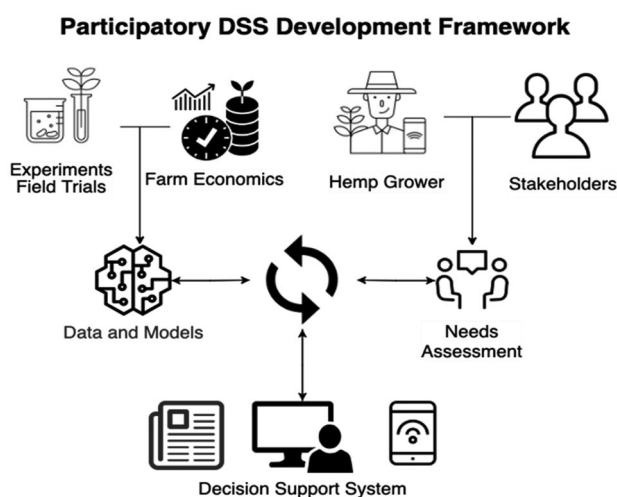 Participatory DSS Development Framework
Experiments
Field Trials
Farm Economics
Hemp Grower
Stakeholders
Data and Models
Needs
Assessment
Decision Support System